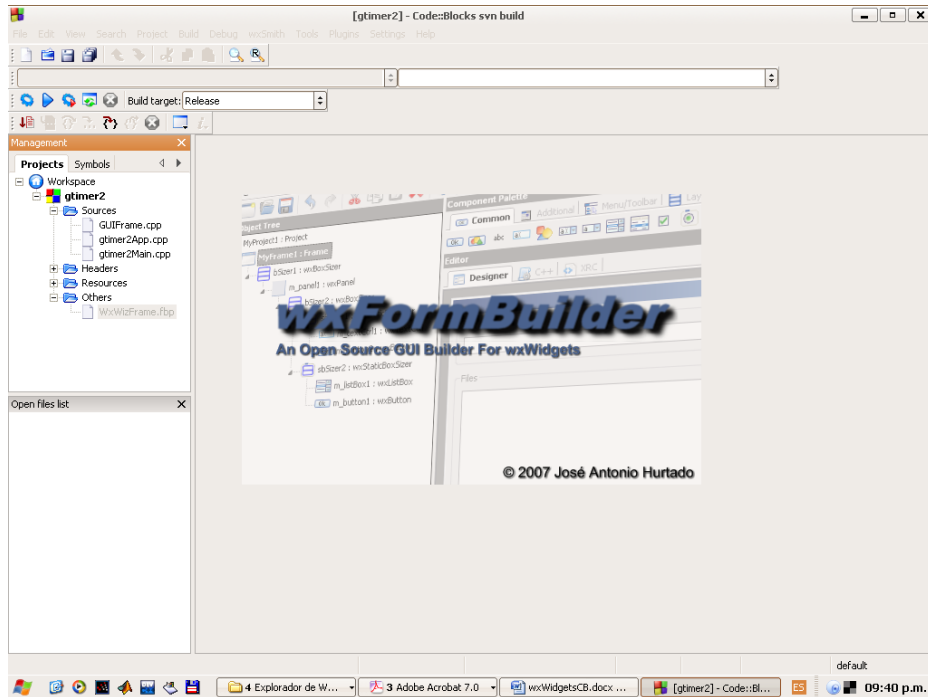 [gtimer2] - Code::Blocks svn build
File Edit View Search Project Build Debug wxSmith Tools Plugins Settings Help
Build target: Release
Management
Projects Symbols
Workspace
gtimer2
Sources
GUIFrame.cpp
gtimer2App.cpp
gtimer2Main.cpp
Headers
Resources
Others
WxWizFrame.fbp
Open files list
Component Palette
Common Additional Menu/Toolbar Lay
abc
Object Tree
MyProject1 : Project
MyFrame1 : Frame
bSizer1 : wxBoxSizer
m_panel1 : wxPanel
Editor
Designer C++ XRC
wxFormBuilder
An Open Source GUI Builder For wxWidgets
sbSizer2 : wxStaticBoxSizer
m_listBox1 : wxListBox
m_button1 : wxButton
Files
© 2007 José Antonio Hurtado
default
4 Explorador de W...
3 Adobe Acrobat 7.0
wxWidgetsCB.docx ...
[gtimer2] - Code::Bl...
ES
09:40 p.m.